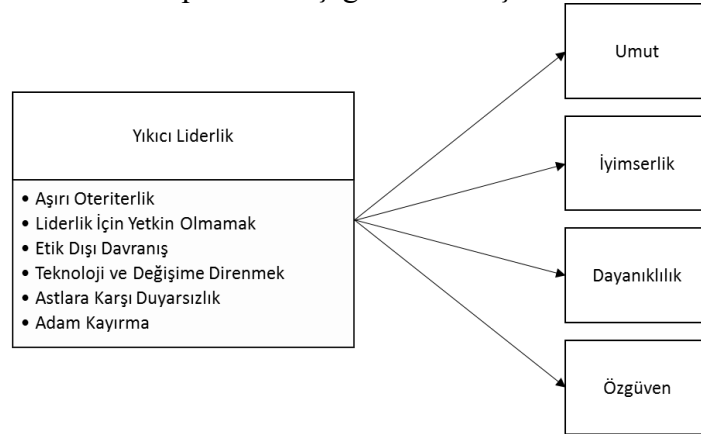 Umut
Yıkıcı Liderlik
İyimserlik
• Aşırı Oteriterlik
• Liderlik İçin Yetkin Olmamak
• Etik Dışı Davranış
• Teknoloji ve Değişime Direnmek
• Astlara Karşı Duyarsızlık
• Adam Kayırma
Dayanıklılık
Özgüven